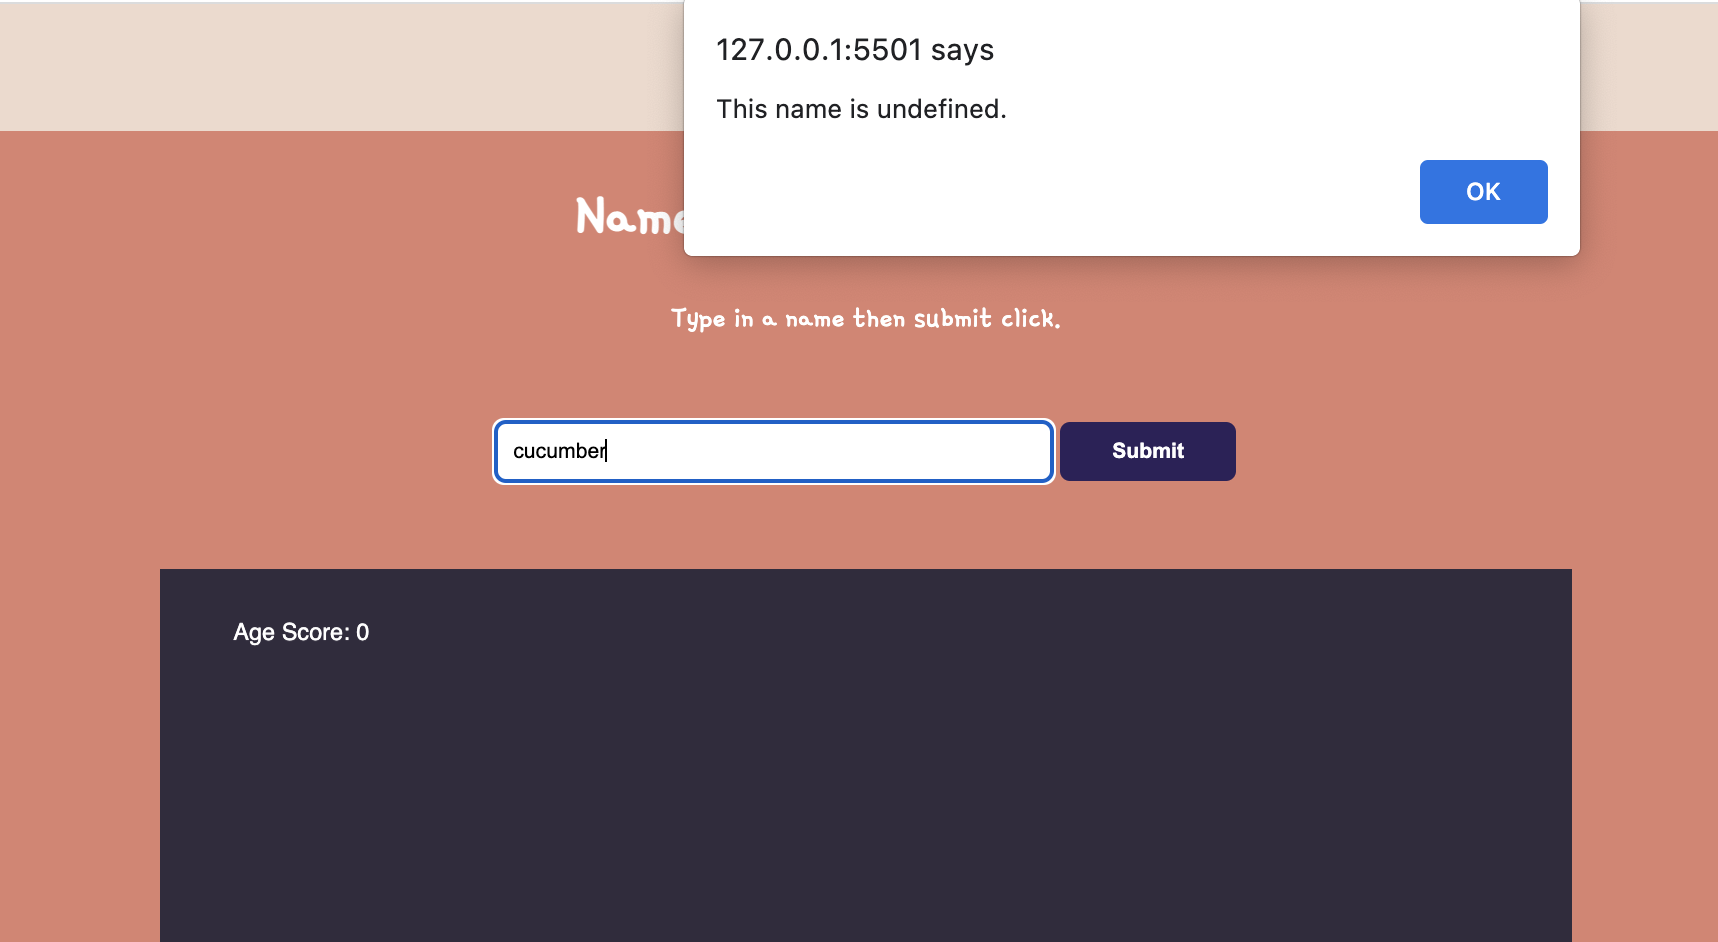 127.0.0.1:5501 says
This name is undefined.
OK
Name
Type in a name then submit click.
cucumber
Submit
Age Score: 0